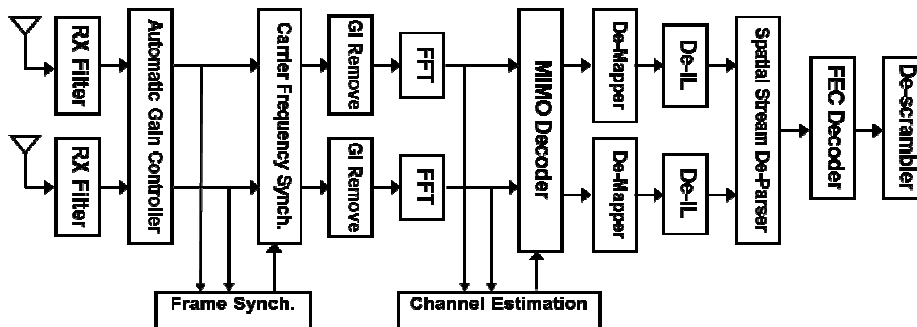 RX Filter
RX Filter
Automatic Gain Controller
Frame Synch.
Carrier Frequency Synch.
GI Remove
GI Remove
FFT
FFT
Channel Estimation
MIMO Decoder
De-Mapper
De-Mapper
De-IL
De-IL
Spatial Stream De-Parser
FEC Decoder
De-scrambler